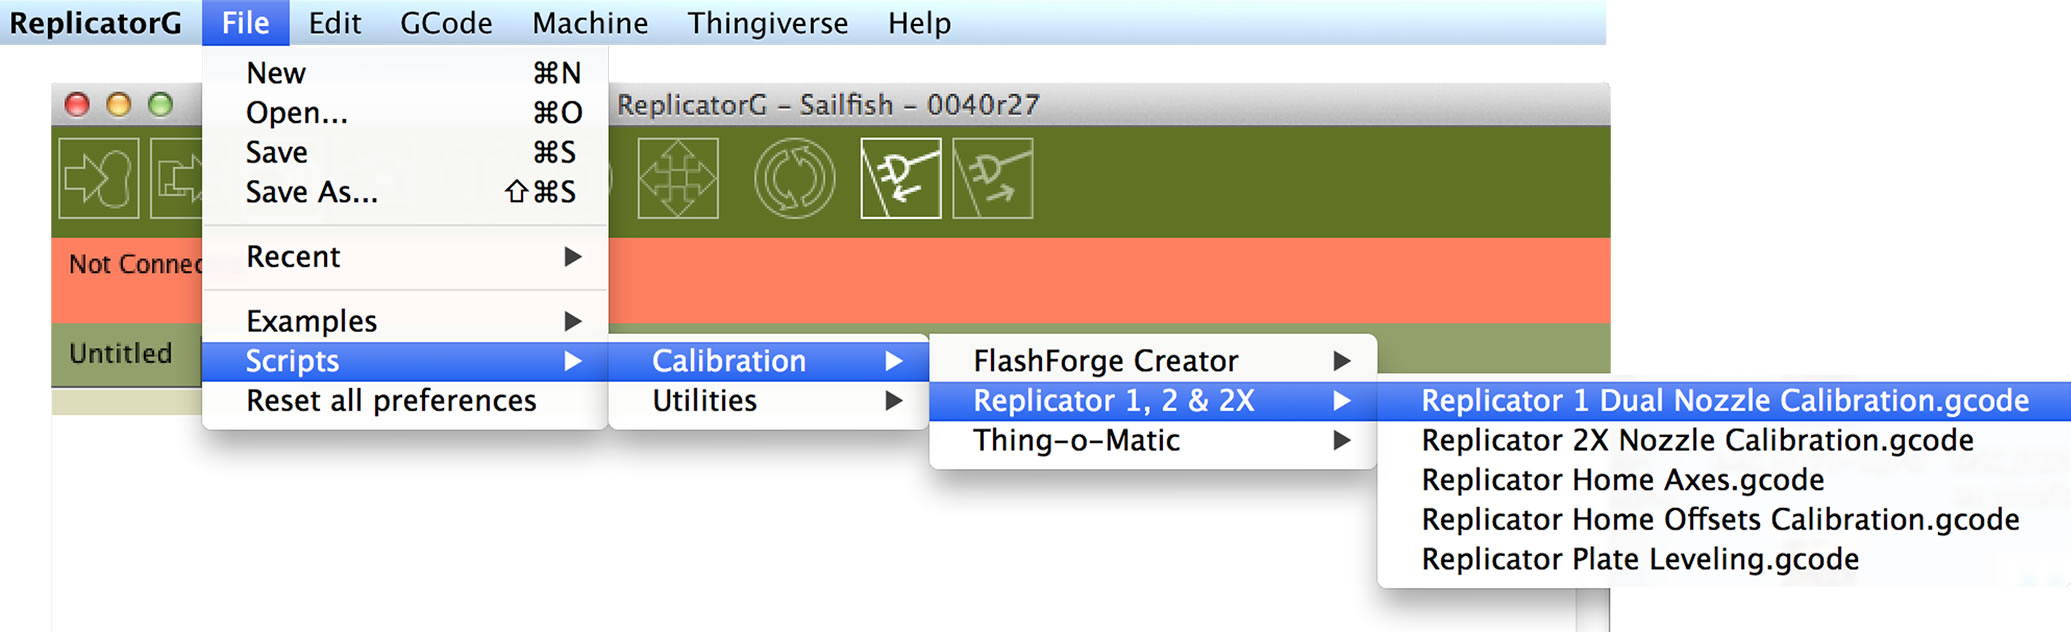 ReplicatorG File Edit GCode Machine Thingiverse Help
New ⌘N
ReplicatorG – Sailfish – 0040r27
Open... ⌘O
Save ⌘S
Save As... ⇧⌘S
Recent ▶
Not
Examples ▶
Untitled
Scripts ▶
Calibration ▶
FlashForge Creator ▶
Reset all preferences
Utilities ▶
Replicator 1, 2 & 2X ▶
Replicator 1 Dual Nozzle Calibration.gcode
Thing-o-Matic ▶
Replicator 2X Nozzle Calibration.gcode
Replicator Home Axes.gcode
Replicator Home Offsets Calibration.gcode
Replicator Plate Leveling.gcode